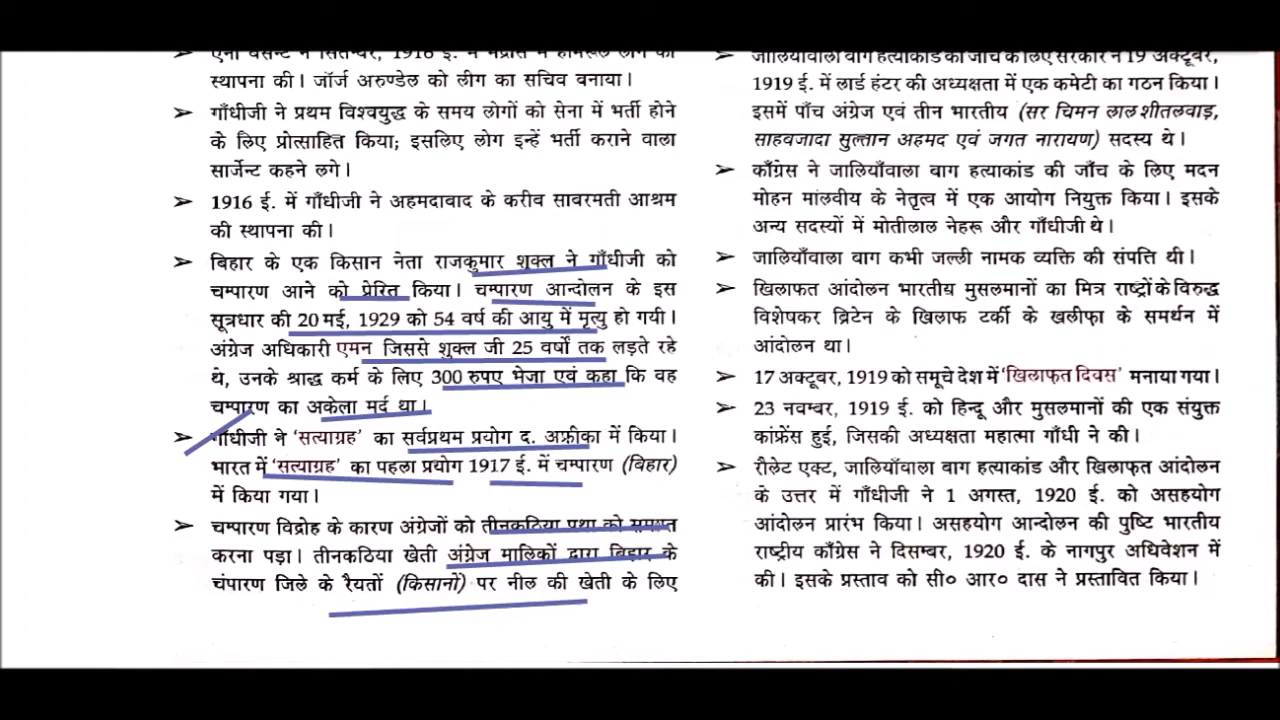 एनी बेसेन्ट ने सितम्बर, 1916 ई. में मद्रास में होमरूल लीग की
स्थापना की। जॉर्ज अरुण्डेल को लीग का सचिव बनाया।
➢ गाँधीजी ने प्रथम विश्वयुद्ध के समय लोगों को सेना में भर्ती होने
के लिए प्रोत्साहित किया; इसलिए लोग इन्हें भर्ती कराने वाला
सार्जेन्ट कहने लगे।
➢ 1916 ई. में गाँधीजी ने अहमदाबाद के करीब साबरमती आश्रम
की स्थापना की।
➢ बिहार के एक किसान नेता राजकुमार शुक्ल ने गाँधीजी को
चम्पारण आने को प्रेरित किया। चम्पारण आन्दोलन के इस
सूत्रधार की 20 मई, 1929 को 54 वर्ष की आयु में मृत्यु हो गयी।
अंग्रेज अधिकारी एमन जिससे शुक्ल जी 25 वर्षों तक लड़ते रहे
थे, उनके श्राद्ध कर्म के लिए 300 रुपए भेजा एवं कहा कि वह
चम्पारण का अकेला मर्द था।
➢ गाँधीजी ने 'सत्याग्रह' का सर्वप्रथम प्रयोग द. अफ्रीका में किया।
भारत में 'सत्याग्रह' का पहला प्रयोग 1917 ई. में चम्पारण (बिहार)
में किया गया।
➢ चम्पारण विद्रोह के कारण अंग्रेजों को तीनकठिया प्रथा को समाप्त
करना पड़ा। तीनकठिया खेती अंग्रेज मालिकों द्वारा बिहार के
चंपारण जिले के रैयतों (किसानों) पर नील की खेती के लिए
जालियाँवाला बाग हत्याकांड की जाँच के लिए सरकार ने 19 अक्टूबर,
1919 ई. में लार्ड हंटर की अध्यक्षता में एक कमेटी का गठन किया।
इसमें पाँच अंग्रेज एवं तीन भारतीय (सर चिमन लाल शीतलवाड़,
साहबजादा सुल्तान अहमद एवं जगत नारायण) सदस्य थे।
➢ काँग्रेस ने जालियाँवाला बाग हत्याकांड की जाँच के लिए मदन
मोहन मालवीय के नेतृत्व में एक आयोग नियुक्त किया। इसके
अन्य सदस्यों में मोतीलाल नेहरू और गाँधीजी थे।
➢ जालियाँवाला बाग कभी जल्ली नामक व्यक्ति की संपत्ति थी।
➢ खिलाफत आंदोलन भारतीय मुसलमानों का मित्र राष्ट्रों के विरुद्ध
विशेषकर ब्रिटेन के खिलाफ टर्की के खलीफा के समर्थन में
आंदोलन था।
➢ 17 अक्टूबर, 1919 को समूचे देश में 'खिलाफत दिवस' मनाया गया।
➢ 23 नवम्बर, 1919 ई. को हिन्दू और मुसलमानों की एक संयुक्त
कांफ्रेंस हुई, जिसकी अध्यक्षता महात्मा गाँधी ने की।
➢ रौलेट एक्ट, जालियाँवाला बाग हत्याकांड और खिलाफत आंदोलन
के उत्तर में गाँधीजी ने 1 अगस्त, 1920 ई. को असहयोग
आंदोलन प्रारंभ किया। असहयोग आन्दोलन की पुष्टि भारतीय
राष्ट्रीय काँग्रेस ने दिसम्बर, 1920 ई. के नागपुर अधिवेशन में
की। इसके प्रस्ताव को सी० आर० दास ने प्रस्तावित किया।